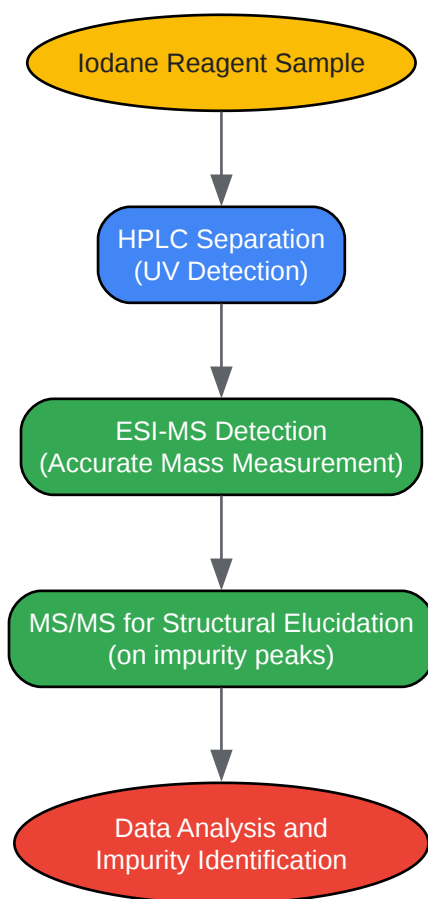 Iodane Reagent Sample
HPLC Separation
(UV Detection)
ESI-MS Detection
(Accurate Mass Measurement)
MS/MS for Structural Elucidation
(on impurity peaks)
Data Analysis and
Impurity Identification